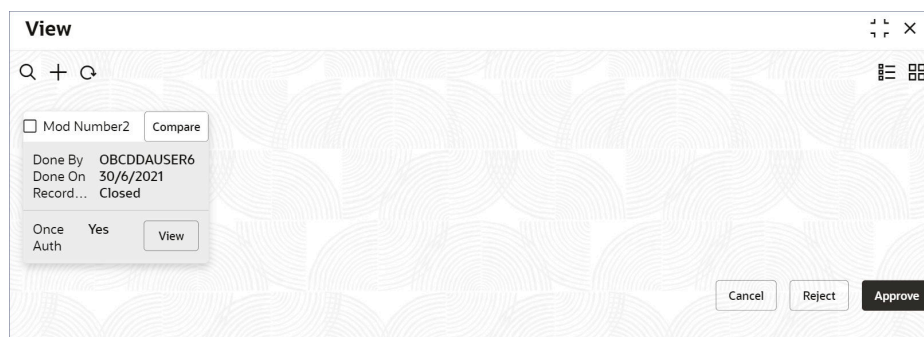 View
Mod Number2 Compare
Done By OBCDDAUSER6
Done On 30/6/2021
Record... Closed
Once Auth Yes View
Cancel Reject Approve